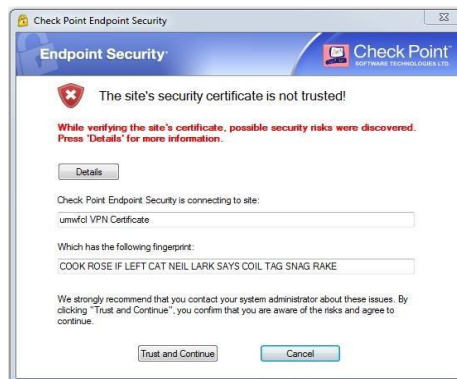 Check Point Endpoint Security
Endpoint Security
Check Point
SOFTWARE TECHNOLOGIES LTD.
The site's security certificate is not trusted!
While verifying the site's certificate, possible security risks were discovered.
Press 'Details' for more information.
Details
Check Point Endpoint Security is connecting to site:
umwfcl VPN Certificate
Which has the following fingerprint:
COOK ROSE IF LEFT CAT NEIL LARK SAYS COIL TAG SNAG RAKE
We strongly recommend that you contact your system administrator about these issues. By
clicking "Trust and Continue", you confirm that you are aware of the risks and agree to
continue.
Trust and Continue
Cancel